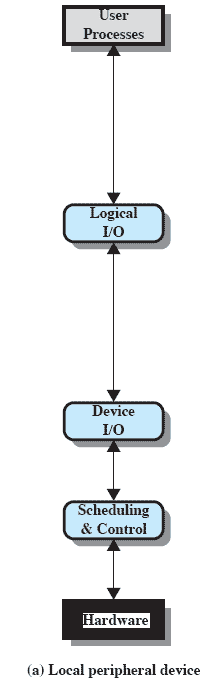 User
Processes
Logical
I/O
Device
I/O
Scheduling
& Control
Hardware
(a) Local peripheral device